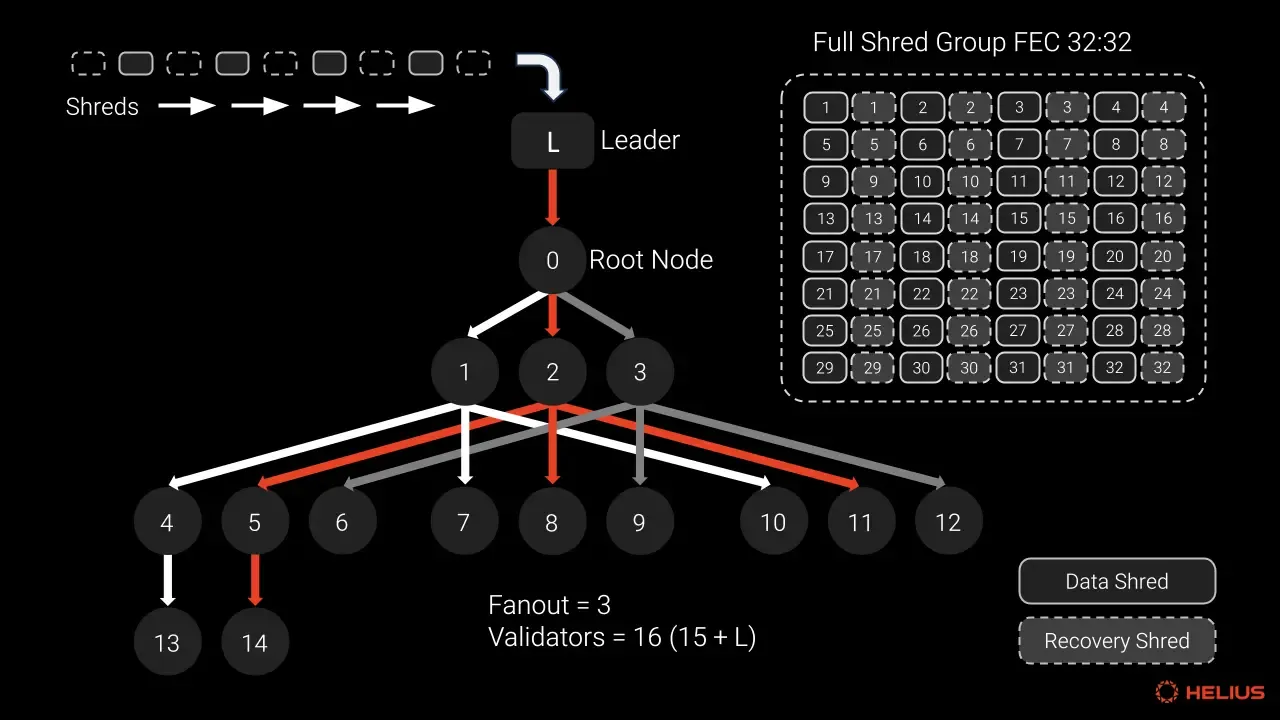 Full Shred Group FEC 32:32
Shreds
L
Leader
0
Root Node
1 2 3
4 5 6 7 8 9 10 11 12
13 14
Fanout = 3
Validators = 16 (15 + L)
1 1 2 2 3 3 4 4
5 5 6 6 7 7 8 8
9 9 10 10 11 11 12 12
13 13 14 14 15 15 16 16
17 17 18 18 19 19 20 20
21 21 22 22 23 23 24 24
25 25 26 26 27 27 28 28
29 29 30 30 31 31 32 32
Data Shred
Recovery Shred
HELIUS